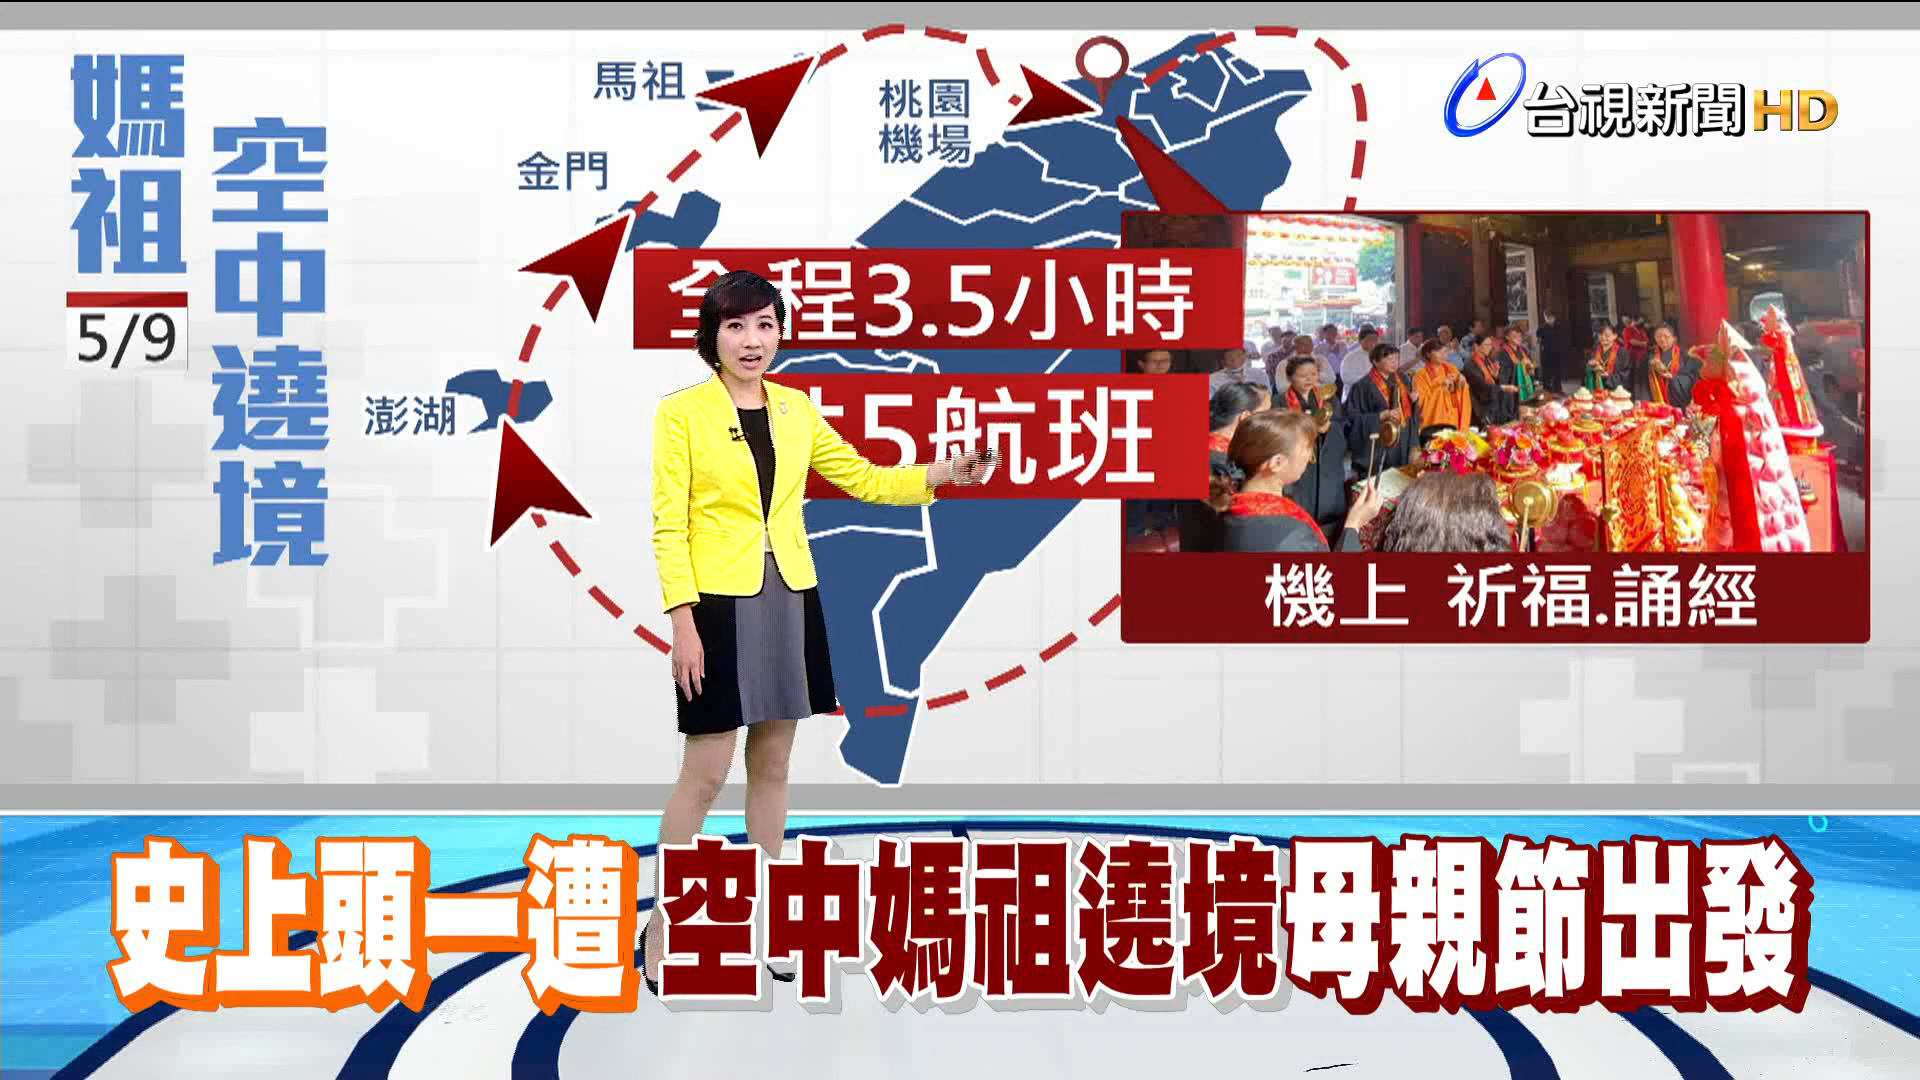 媽祖
空中遶境
5/9
馬祖
金門
澎湖
桃園
機場
台視新聞HD
全程3.5小時
5航班
機上 祈福.誦經
史上頭一遭 空中媽祖遶境母親節出發